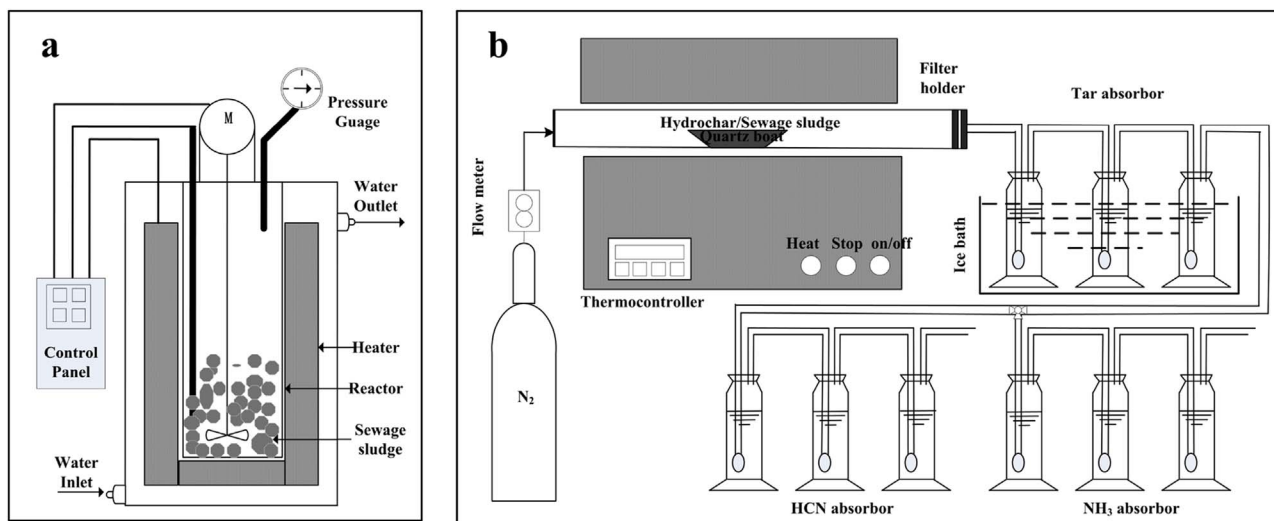 a
M
Pressure
Guage
Water
Outlet
Control
Panel
Heater
Reactor
Sewage
sludge
Water
Inlet
b
Filter
holder
Tar absorbor
Hydrochar/Sewage sludge
Quartz boat
Flow meter
Heat Stop on/off
Ice bath
Thermocontroller
N₂
HCN absorbor
NH₃ absorbor